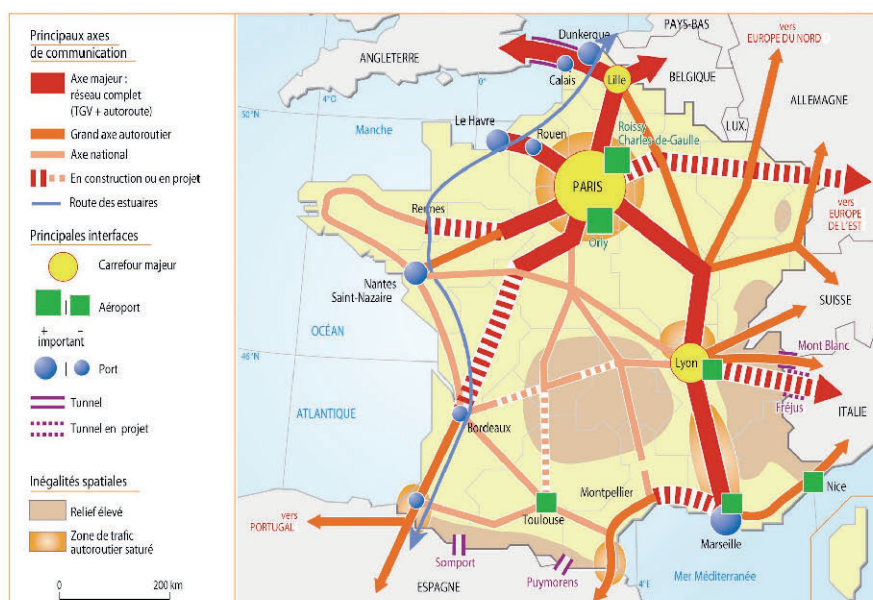 Principaux axes
de communication
Axe majeur :
réseau complet
(TGV + autoroute)
Grand axe autoroutier
Axe national
En construction ou en projet
Route des estuaires
Principales interfaces
Carrefour majeur
Aéroport
+ −
important
Port
Tunnel
Tunnel en projet
Inégalités spatiales
Relief élevé
Zone de trafic
autoroutier saturé
0 200 km
PAYS-BAS
vers
EUROPE DU NORD
Dunkerque
ANGLETERRE
Calais
Lille
BELGIQUE
0°
4°O
50°N
ALLEMAGNE
LUX.
Manche
Le Havre
Rouen
Roissy
Charles-de-Gaulle
PARIS
Orly
vers
EUROPE
DE L'EST
Rennes
Nantes
Saint-Nazaire
SUISSE
OCÉAN
Mont Blanc
46°N
Lyon
Fréjus
ITALIE
ATLANTIQUE
Bordeaux
Montpellier
Nice
Toulouse
Marseille
vers
PORTUGAL
Somport
Puymorens
4°E
Mer Méditerranée
ESPAGNE